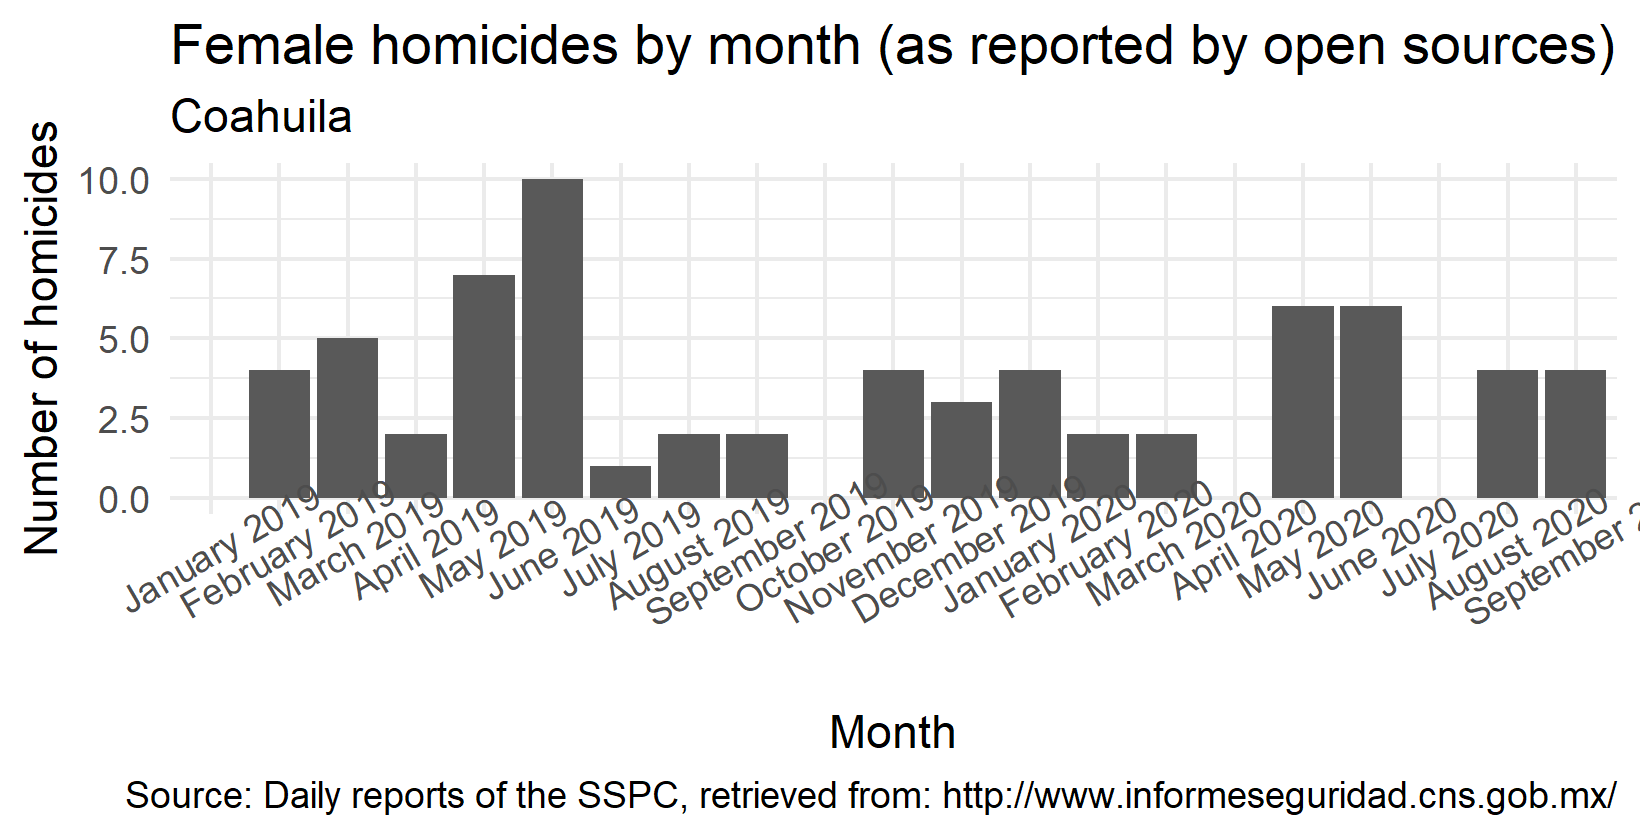 Female homicides by month (as reported by open sources)
Coahuila
Number of homicides
10.0
7.5
5.0
2.5
0.0
January 2019
February 2019
March 2019
April 2019
May 2019
June 2019
July 2019
August 2019
September 2019
October 2019
November 2019
December 2019
January 2020
February 2020
March 2020
April 2020
May 2020
June 2020
July 2020
August 2020
September
Month
Source: Daily reports of the SSPC, retrieved from: http://www.informeseguridad.cns.gob.mx/